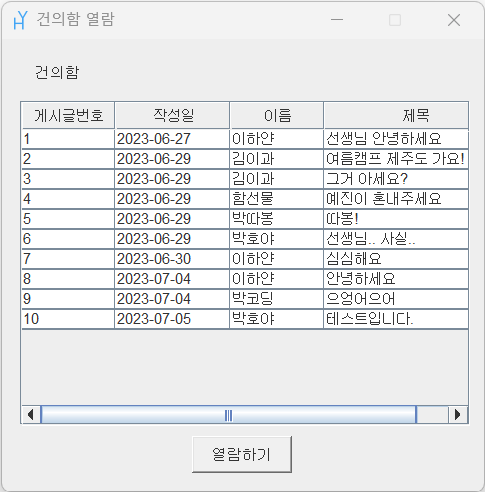 HY 건의함 열람
건의함
게시글번호 작성일 이름 제목
1 2023-06-27 이하얀 선생님 안녕하세요
2 2023-06-29 김이과 여름캠프 제주도 가요!
3 2023-06-29 김이과 그거 아세요?
4 2023-06-29 함선물 예진이 혼내주세요
5 2023-06-29 박따봉 따봉!
6 2023-06-29 박호야 선생님.. 사실..
7 2023-06-30 이하얀 심심해요
8 2023-07-04 이하얀 안녕하세요
9 2023-07-04 박코딩 으엉어으어
10 2023-07-05 박호야 테스트입니다.
열람하기